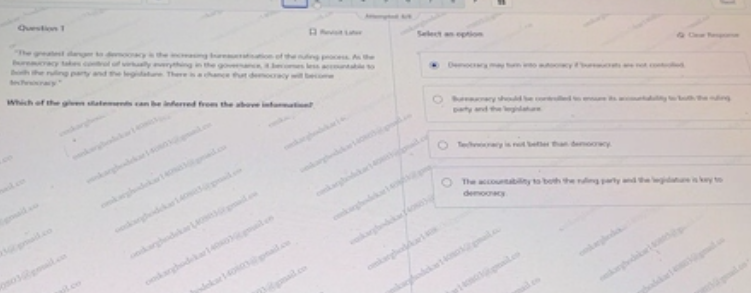 Attempted: 6/6
Question 1
Revisit Later
Select an option
Clear Response
"The greatest danger to democracy is the increasing bureaucratisation of the ruling process. As the
bureaucracy takes control of virtually everything in the governance, it becomes less accountable to
both the ruling party and the legislature. There is a chance that democracy will become
technocracy."
Which of the given statements can be inferred from the above information?
Democracy may turn into autocracy if bureaucrats are not controlled.
Bureaucracy should be controlled to ensure its accountability to both the ruling
party and the legislature.
Technocracy is not better than democracy.
The accountability to both the ruling party and the legislature is key to
democracy.